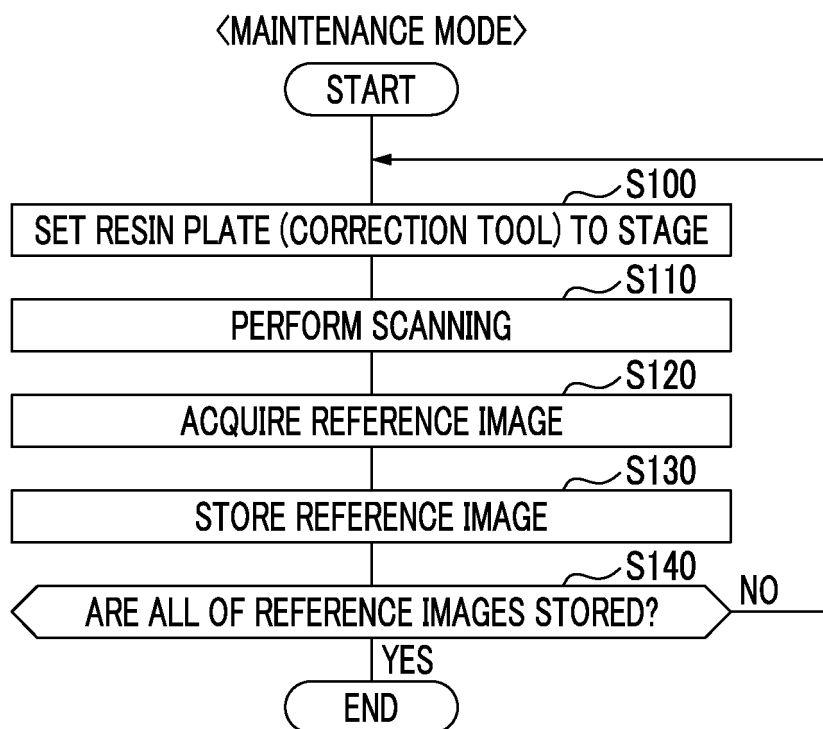 〈MAINTENANCE MODE〉
START
S100
SET RESIN PLATE (CORRECTION TOOL) TO STAGE
S110
PERFORM SCANNING
S120
ACQUIRE REFERENCE IMAGE
S130
STORE REFERENCE IMAGE
S140
ARE ALL OF REFERENCE IMAGES STORED?
NO
YES
END